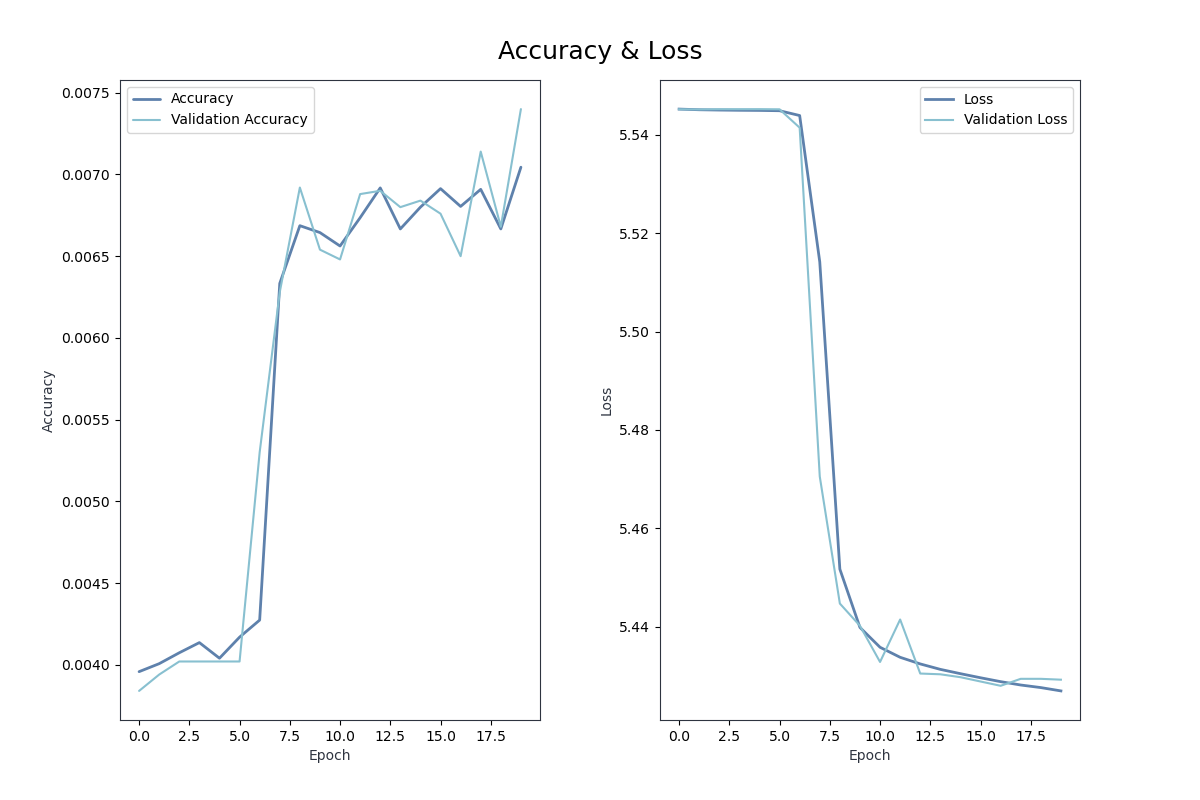 Accuracy & Loss
Accuracy
Validation Accuracy
0.0075
0.0070
0.0065
0.0060
0.0055
0.0050
0.0045
0.0040
Accuracy
0.0 2.5 5.0 7.5 10.0 12.5 15.0 17.5
Epoch
Loss
Validation Loss
5.54
5.52
5.50
5.48
5.46
5.44
Loss
0.0 2.5 5.0 7.5 10.0 12.5 15.0 17.5
Epoch